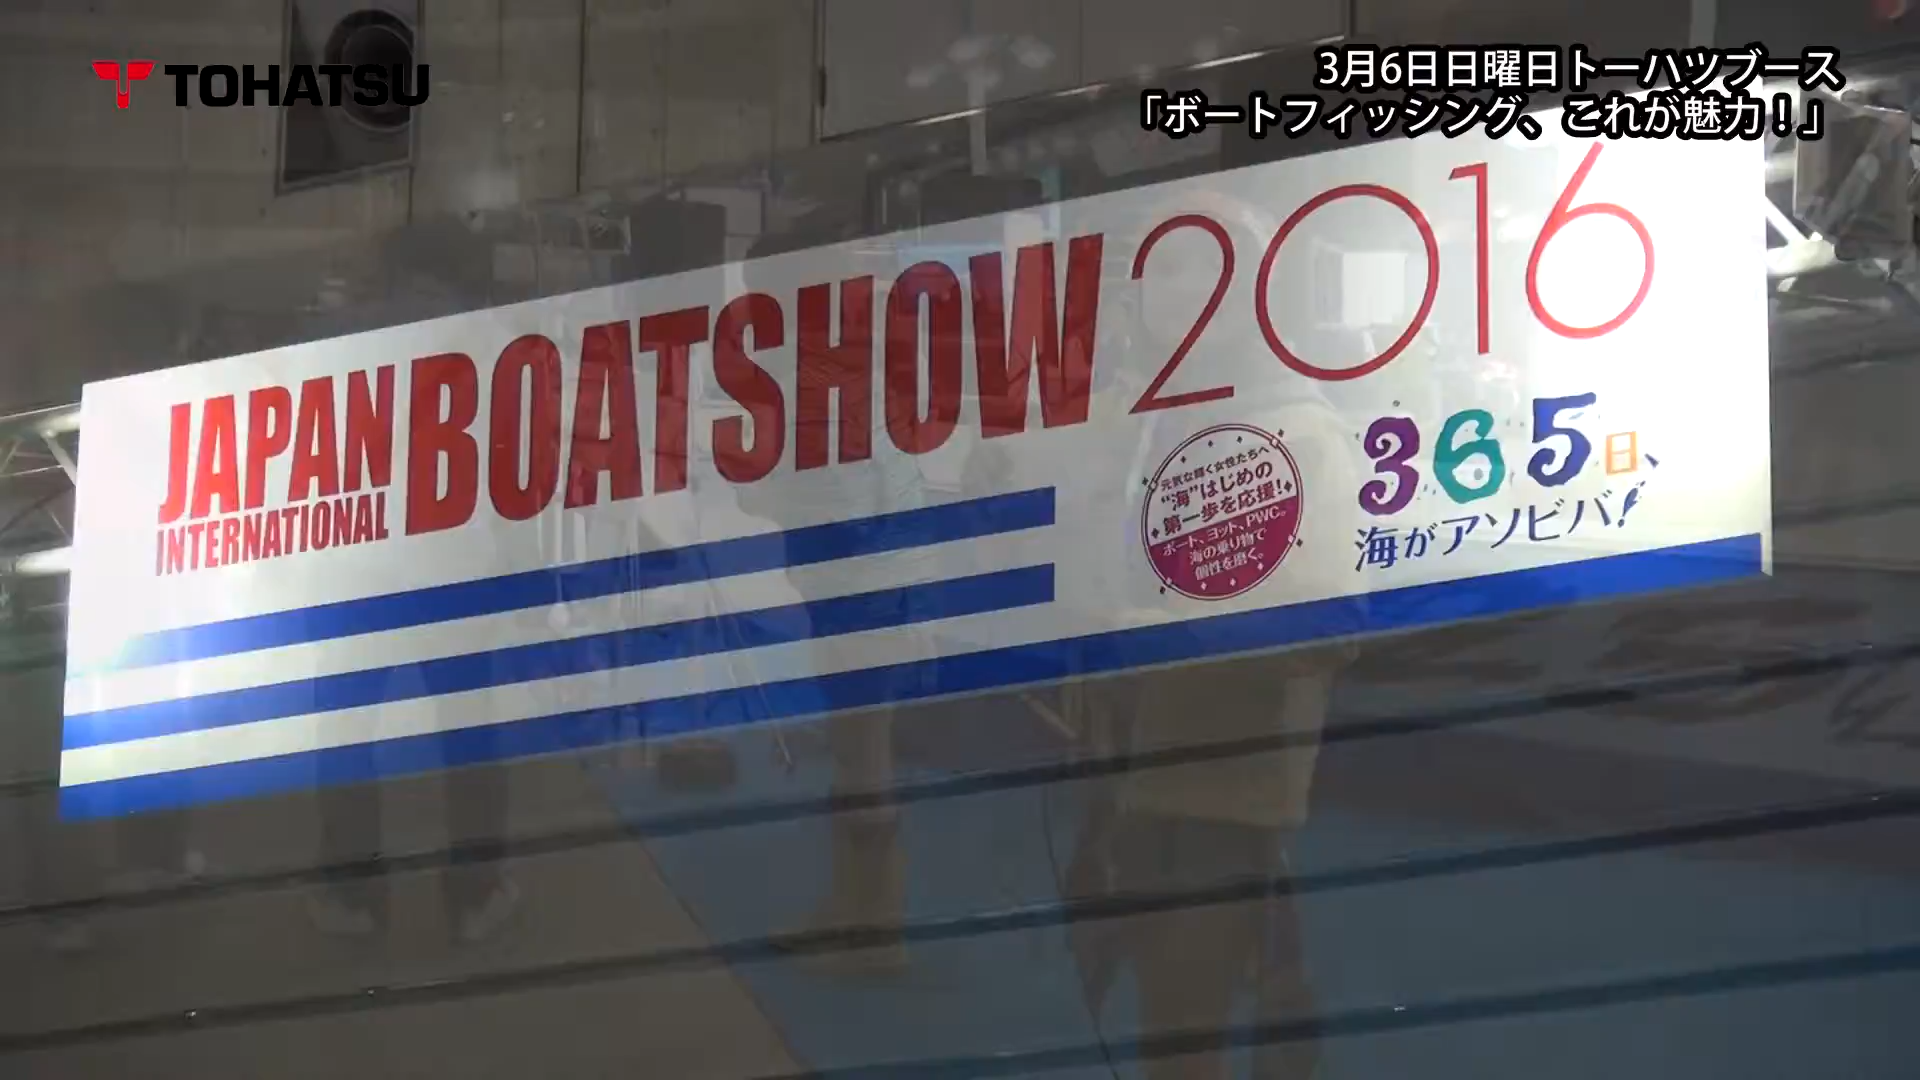 TOHATSU
3月6日日曜日トーハツブース
「ボートフィッシング、これが魅力！」
JAPAN
INTERNATIONAL
BOATSHOW 2016
元気な輝く女性たちへ
"海"はじめの
第一歩を応援!
ボート、ヨット、PWC。
海の乗り物で
個性を磨く。
365日、
海がアソビバ!